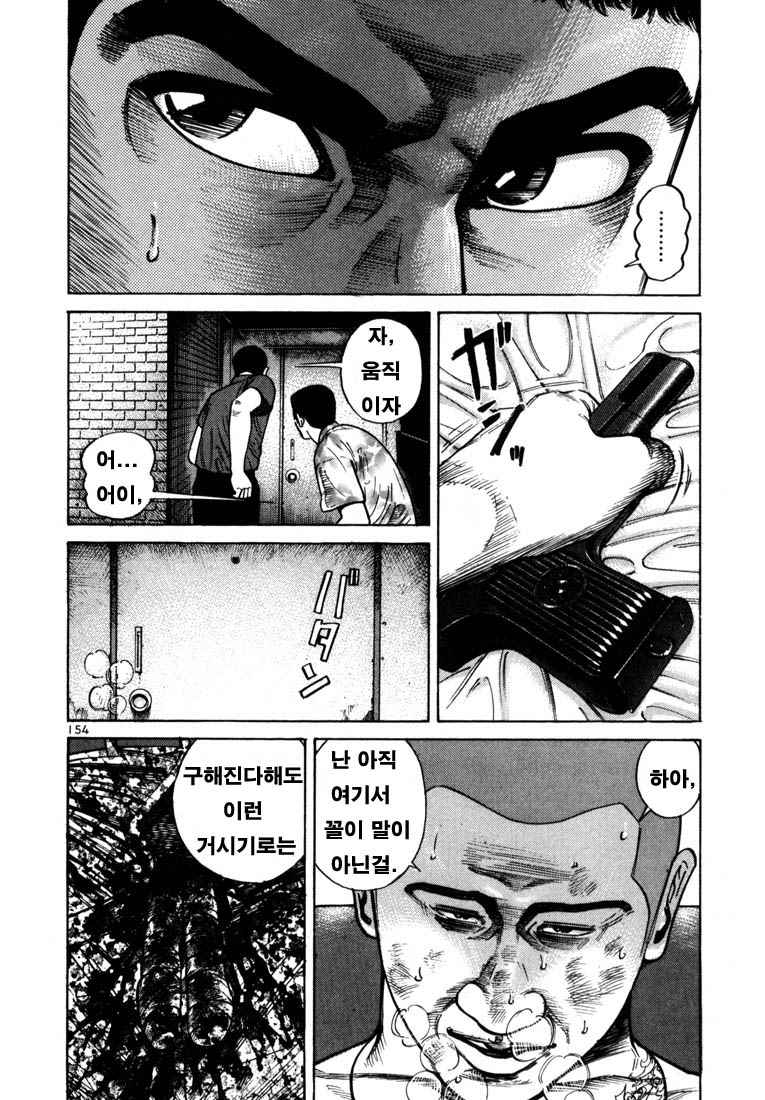 ………
ガッ
자,
움직
이자
어...
어이,
バタン
154
하아,
난 아직
여기서
꼴이 말이
아닌걸.
구해진다해도
이런
거시기로는